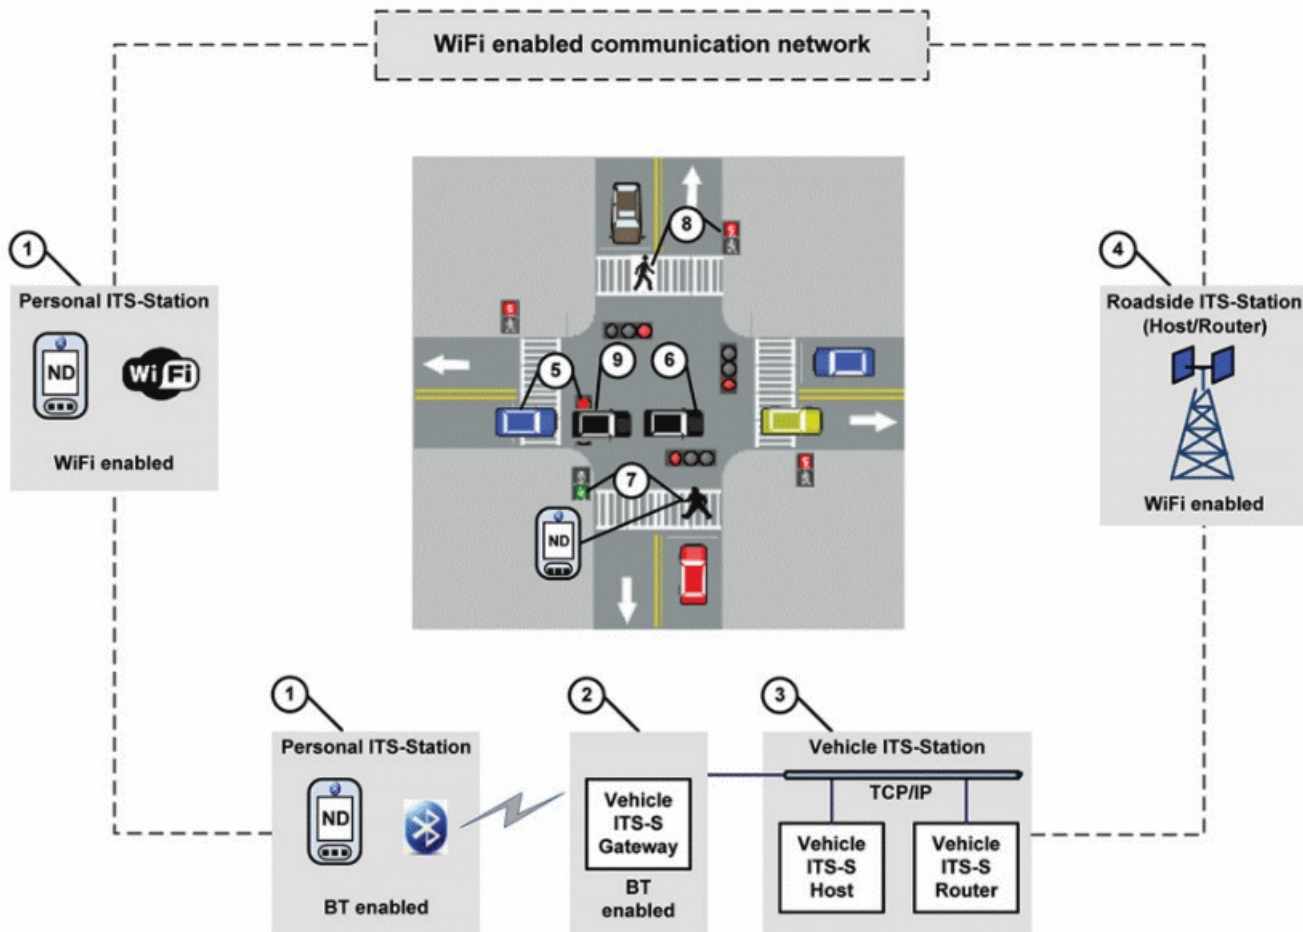 WiFi enabled communication network
1
Personal ITS-Station
ND
WiFi
WiFi enabled
8
5
9
6
7
ND
4
Roadside ITS-Station
(Host/Router)
WiFi enabled
1
Personal ITS-Station
ND
BT enabled
2
Vehicle
ITS-S
Gateway
BT
enabled
3
Vehicle ITS-Station
TCP/IP
Vehicle
ITS-S
Host
Vehicle
ITS-S
Router